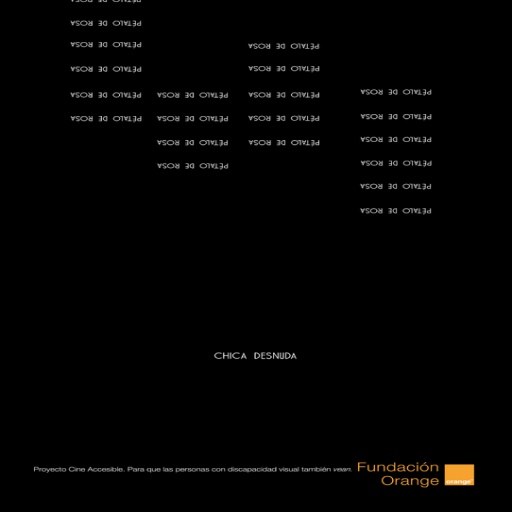 PÉTALO DE ROSA
PÉTALO DE ROSA PÉTALO DE ROSA
PÉTALO DE ROSA PÉTALO DE ROSA
PÉTALO DE ROSA PÉTALO DE ROSA PÉTALO DE ROSA PÉTALO DE ROSA
PÉTALO DE ROSA PÉTALO DE ROSA PÉTALO DE ROSA PÉTALO DE ROSA
PÉTALO DE ROSA PÉTALO DE ROSA PÉTALO DE ROSA
PÉTALO DE ROSA PÉTALO DE ROSA
PÉTALO DE ROSA
PÉTALO DE ROSA
CHICA DESNUDA
Proyecto Cine Accesible. Para que las personas con discapacidad visual también vean.
Fundación
Orange
orange